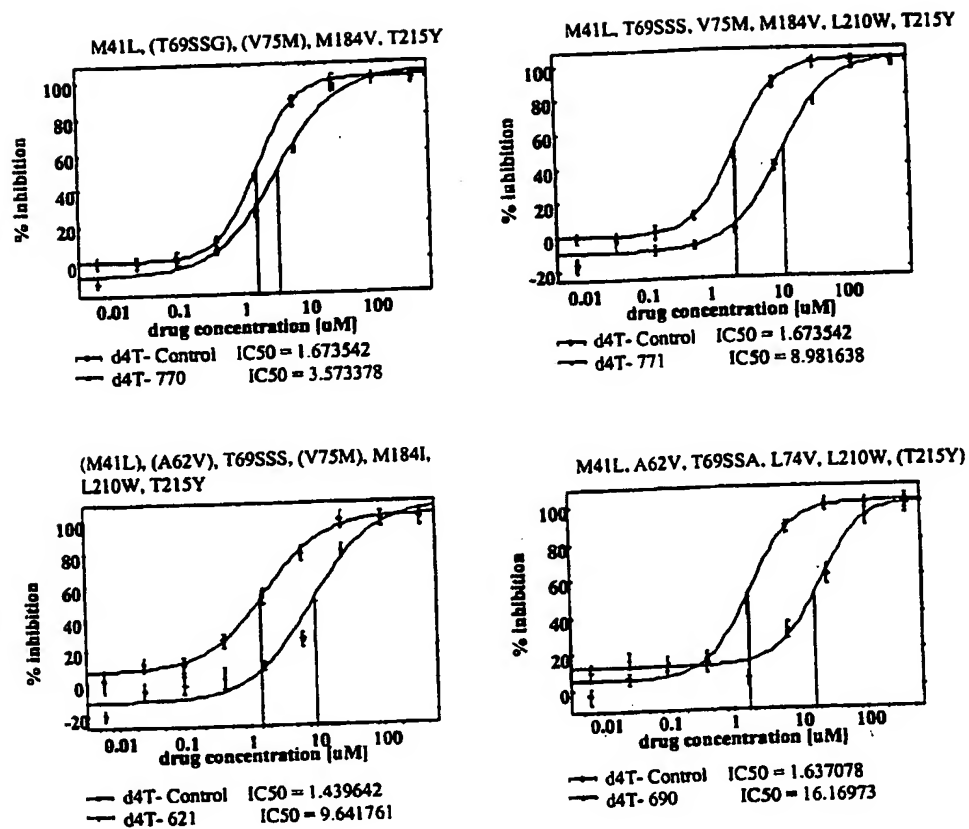 M41L, (T69SSG), (V75M), M184V, T215Y
100
80
60
40
20
0
% inhibition
0.01 0.1 1 10 100
drug concentration [uM]
d4T- Control IC50 = 1.673542
d4T- 770 IC50 = 3.573378
M41L, T69SSS, V75M, M184V, L210W, T215Y
100
80
60
40
20
0
-20
% inhibition
0.01 0.1 1 10 100
drug concentration [uM]
d4T- Control IC50 = 1.673542
d4T- 771 IC50 = 8.981638
(M41L), (A62V), T69SSS, (V75M), M184I,
L210W, T215Y
100
80
60
40
20
0
-20
% inhibition
0.01 0.1 1 10 100
drug concentration [uM]
d4T- Control IC50 = 1.439642
d4T- 621 IC50 = 9.641761
M41L, A62V, T69SSA, L74V, L210W, (T215Y)
100
80
60
40
20
0
% inhibition
0.01 0.1 1 10 100
drug concentration [uM]
d4T- Control IC50 = 1.637078
d4T- 690 IC50 = 16.16973